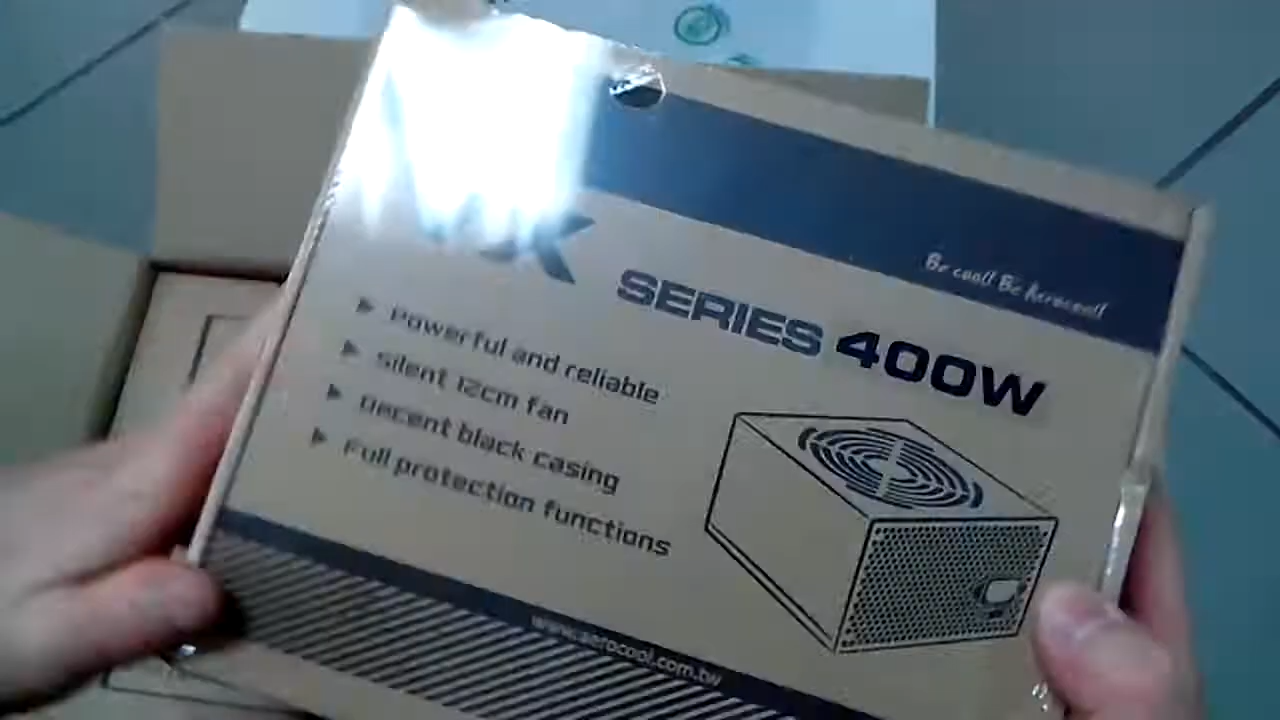 Be cool! Be Aerocool!
SERIES 400W
Powerful and reliable
Silent 12cm fan
Decent black casing
Full protection functions
www.aerocool.com.tw